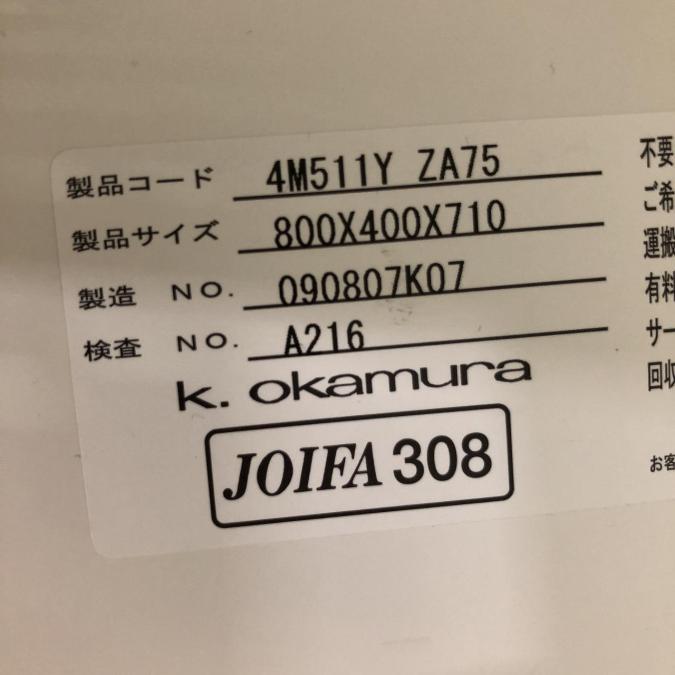 製品コード 4M511Y ZA75
製品サイズ 800X400X710
製造 NO. 090807K07
検査 NO. A216
k. okamura
JOIFA 308
不要
ご希
運搬
有料
サー
回収
お客